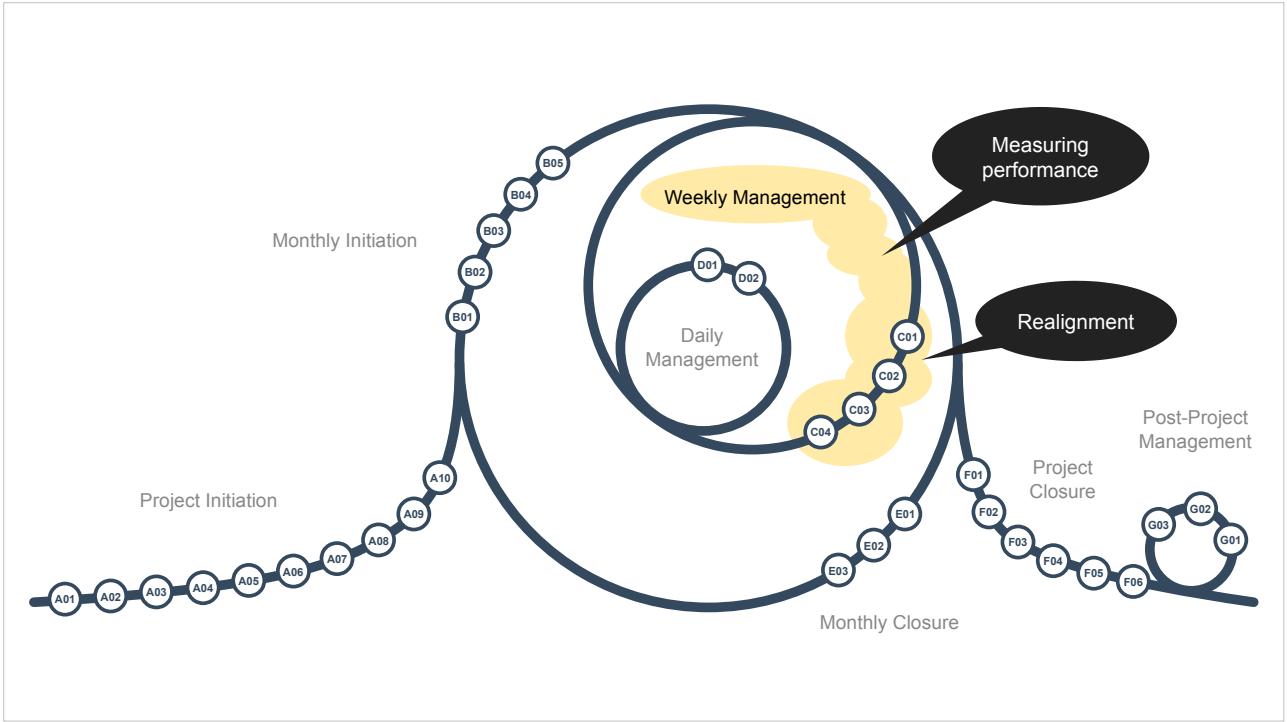 Measuring
performance
B05
B04
Weekly Management
B03
Monthly Initiation
D01
B02
D02
B01
Realignment
Daily
Management
C01
C02
C03
C04
Post-Project
Management
Project
Closure
F01
A10
Project Initiation
G02
G03
G01
E01
F02
A09
A08
E02
F03
A07
F04
A06
E03
F05
A05
F06
A04
A03
A02
A01
Monthly Closure